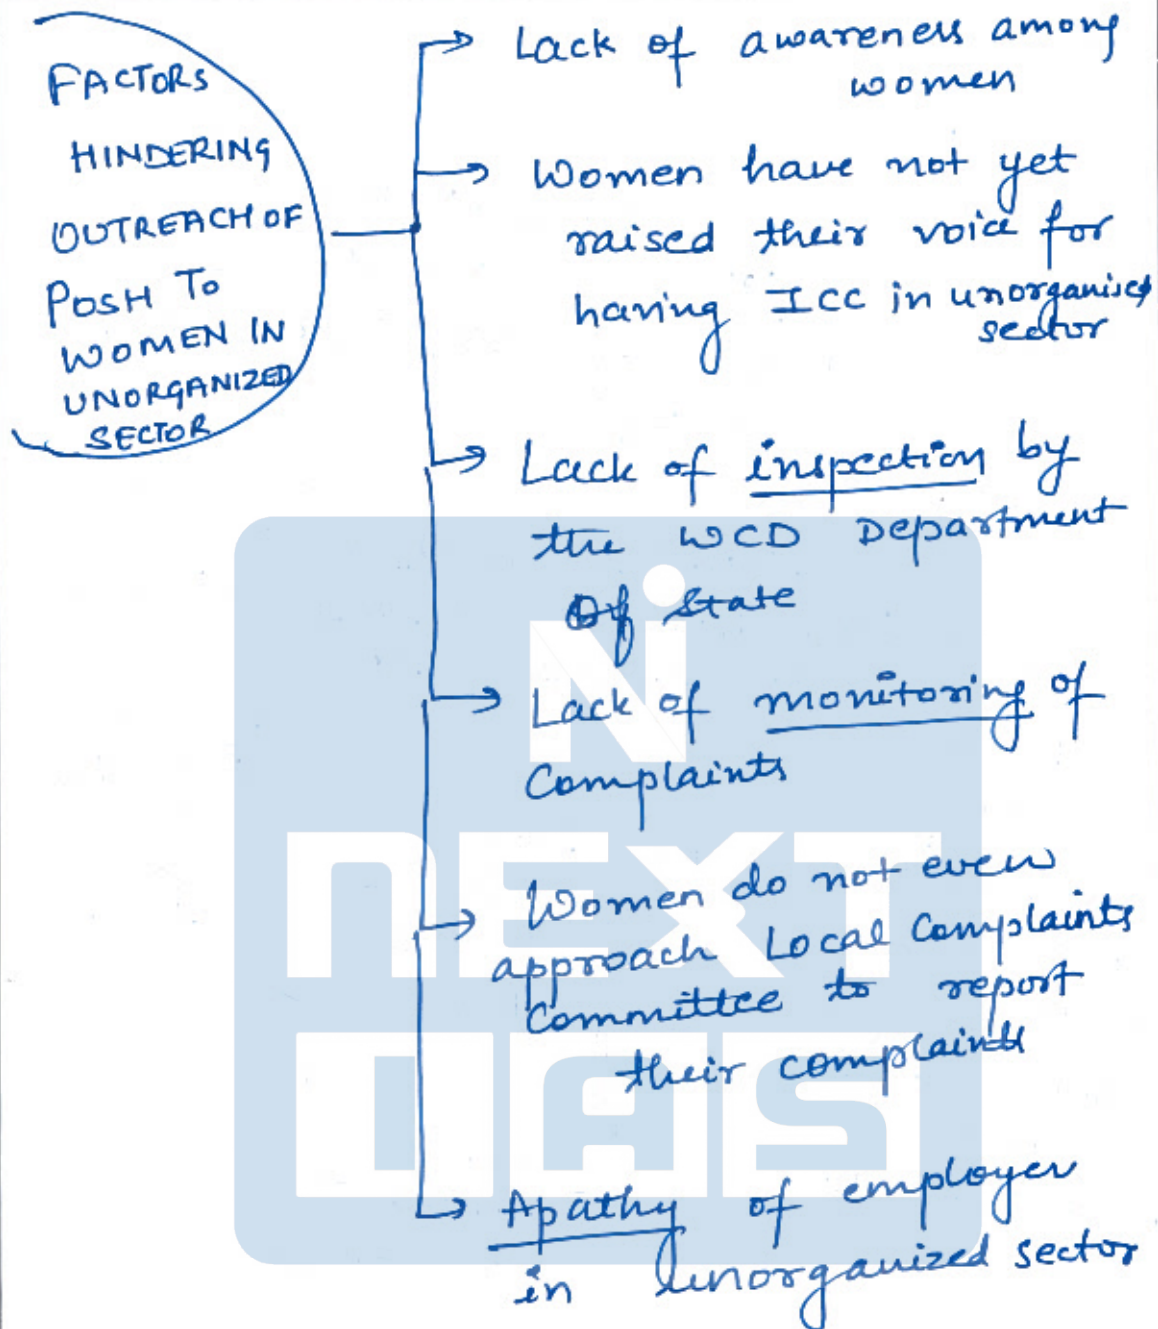 FACTORS
HINDERING
OUTREACH OF
POSH TO
WOMEN IN
UNORGANIZED
SECTOR
Lack of awareness among
women
Women have not yet
raised their voice for
having ICC in unorganised
sector
Lack of inspection by
the WCD Department
Of State
Lack of monitoring of
Complaints
Women do not even
approach Local Complaints
Committee to report
their complaints
Apathy of employer
in unorganized sector
Ni
NEXT
IAS